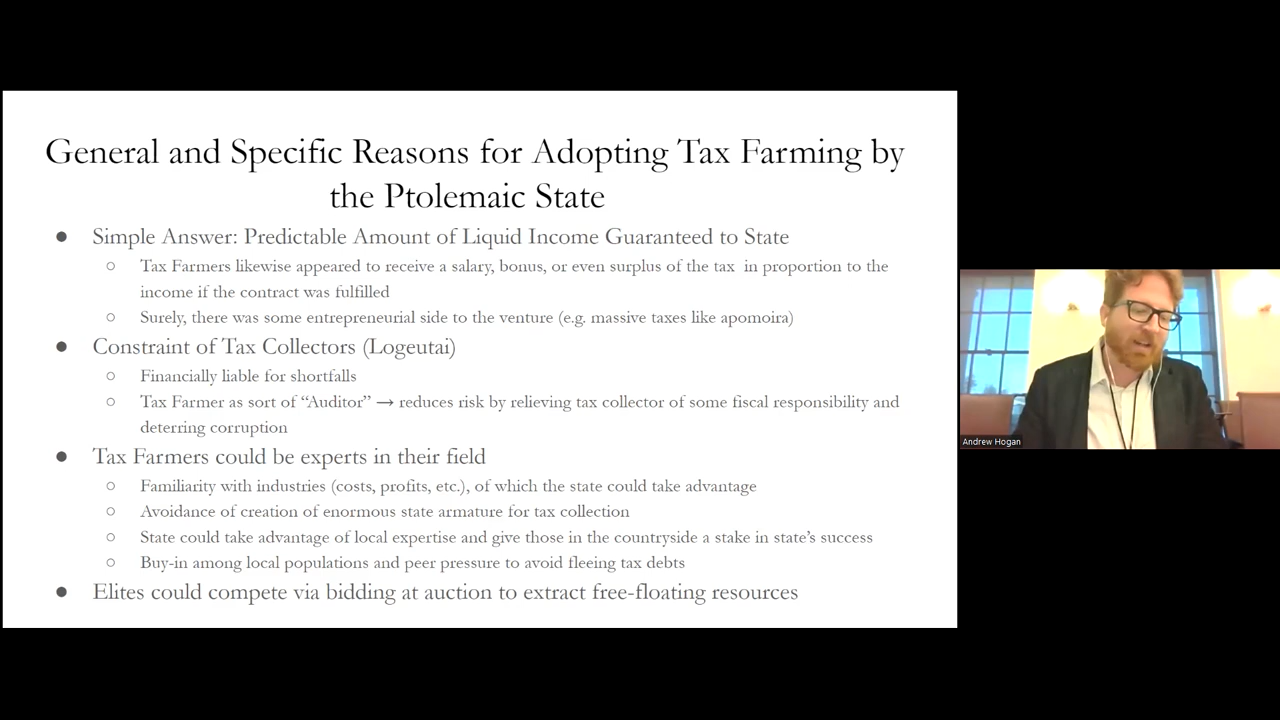 General and Specific Reasons for Adopting Tax Farming by
the Ptolemaic State
● Simple Answer: Predictable Amount of Liquid Income Guaranteed to State
○ Tax Farmers likewise appeared to receive a salary, bonus, or even surplus of the tax in proportion to the
income if the contract was fulfilled
○ Surely, there was some entrepreneurial side to the venture (e.g. massive taxes like apomoira)
● Constraint of Tax Collectors (Logeutai)
○ Financially liable for shortfalls
○ Tax Farmer as sort of “Auditor” → reduces risk by relieving tax collector of some fiscal responsibility and
deterring corruption
● Tax Farmers could be experts in their field
○ Familiarity with industries (costs, profits, etc.), of which the state could take advantage
○ Avoidance of creation of enormous state armature for tax collection
○ State could take advantage of local expertise and give those in the countryside a stake in state’s success
○ Buy-in among local populations and peer pressure to avoid fleeing tax debts
● Elites could compete via bidding at auction to extract free-floating resources
Andrew Hogan